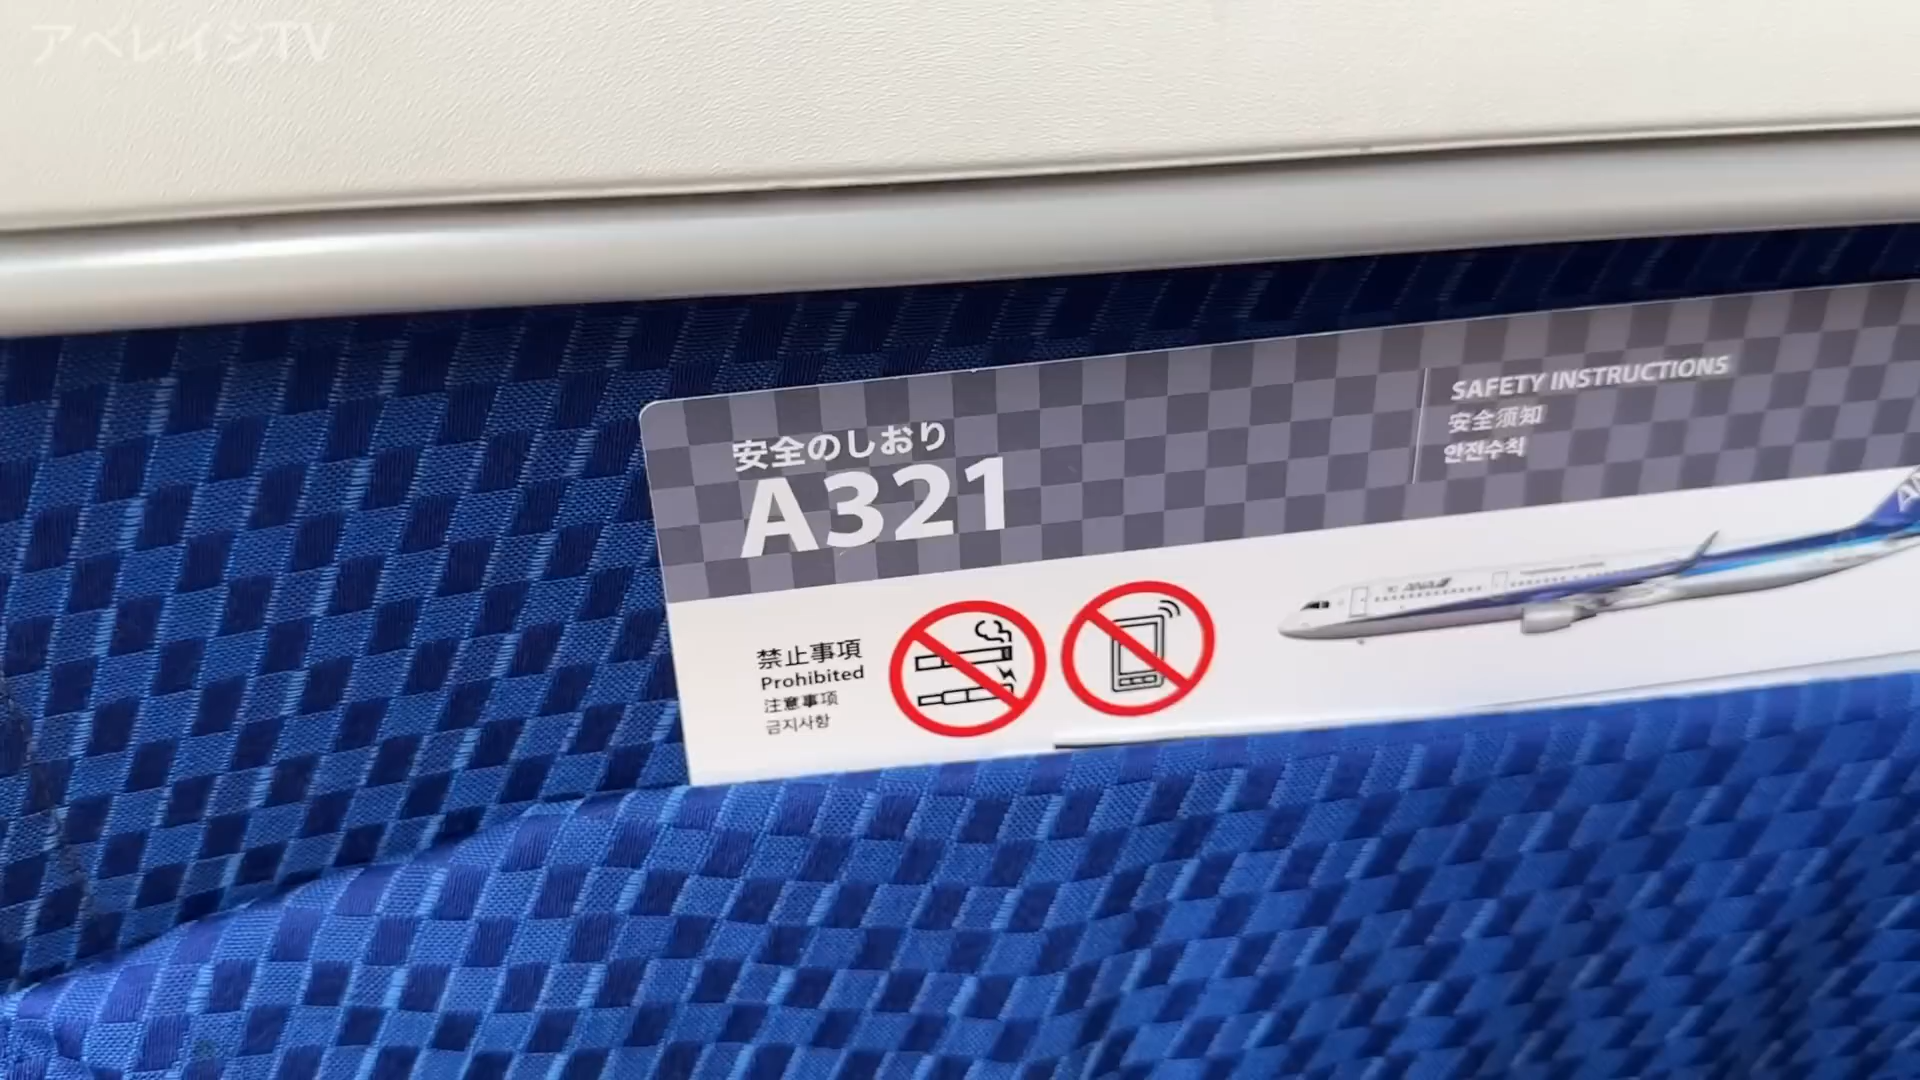 アベレイジTV
安全のしおり
A321
SAFETY INSTRUCTIONS
安全须知
안전수칙
禁止事項
Prohibited
注意事项
금지사항
ANA